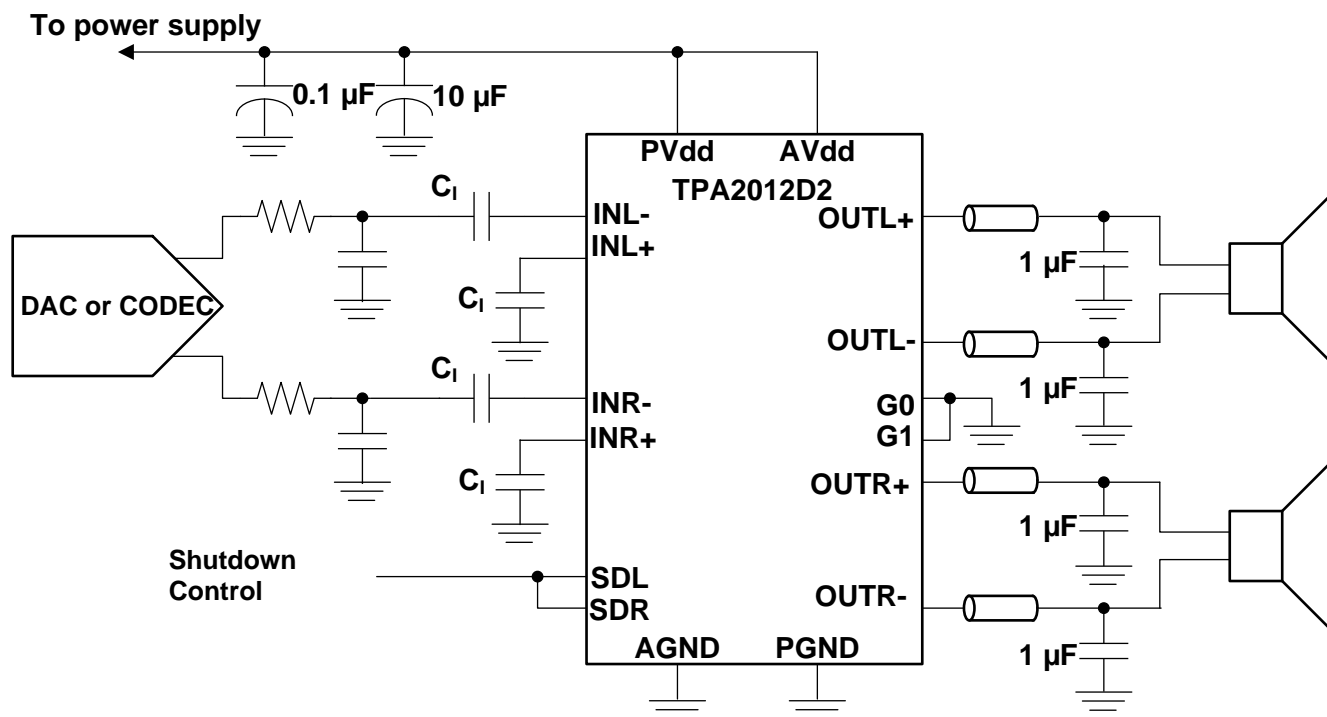 To power supply
0.1 µF
10 µF
PVdd
AVdd
TPA2012D2
CI
INL-
INL+
CI
OUTL+
1 µF
DAC or CODEC
OUTL-
1 µF
CI
INR-
INR+
CI
G0
G1
OUTR+
1 µF
Shutdown
Control
SDL
SDR
OUTR-
1 µF
AGND
PGND